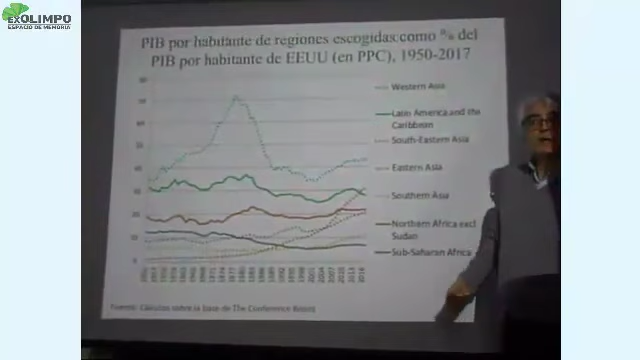 exOLIMPO
ESPACIO DE MEMORIA
PIB por habitante de regiones escogidas como % del
PIB por habitante de EEUU (en PPC), 1950-2017
Western Asia
Latin America and the
Caribbean
South-Eastern Asia
Eastern Asia
Southern Asia
Northern Africa excl
Sudan
Sub-Saharan Africa
Fuente: Cálculos sobre la base de The Conference Board